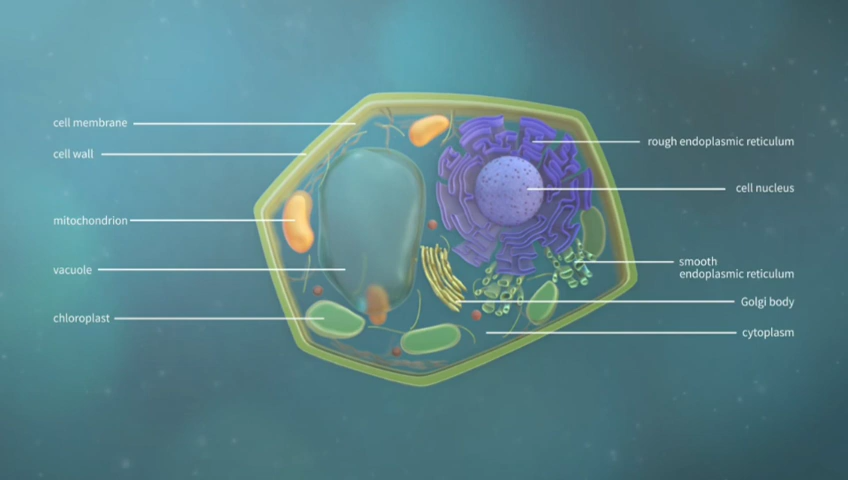 cell membrane
cell wall
mitochondrion
vacuole
chloroplast
rough endoplasmic reticulum
cell nucleus
smooth
endoplasmic reticulum
Golgi body
cytoplasm